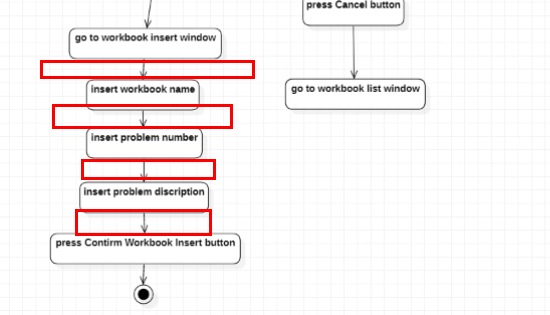 press Cancel button
go to workbook insert window
insert workbook name
go to workbook list window
insert problem number
insert problem discription
press Confirm Workbook Insert button